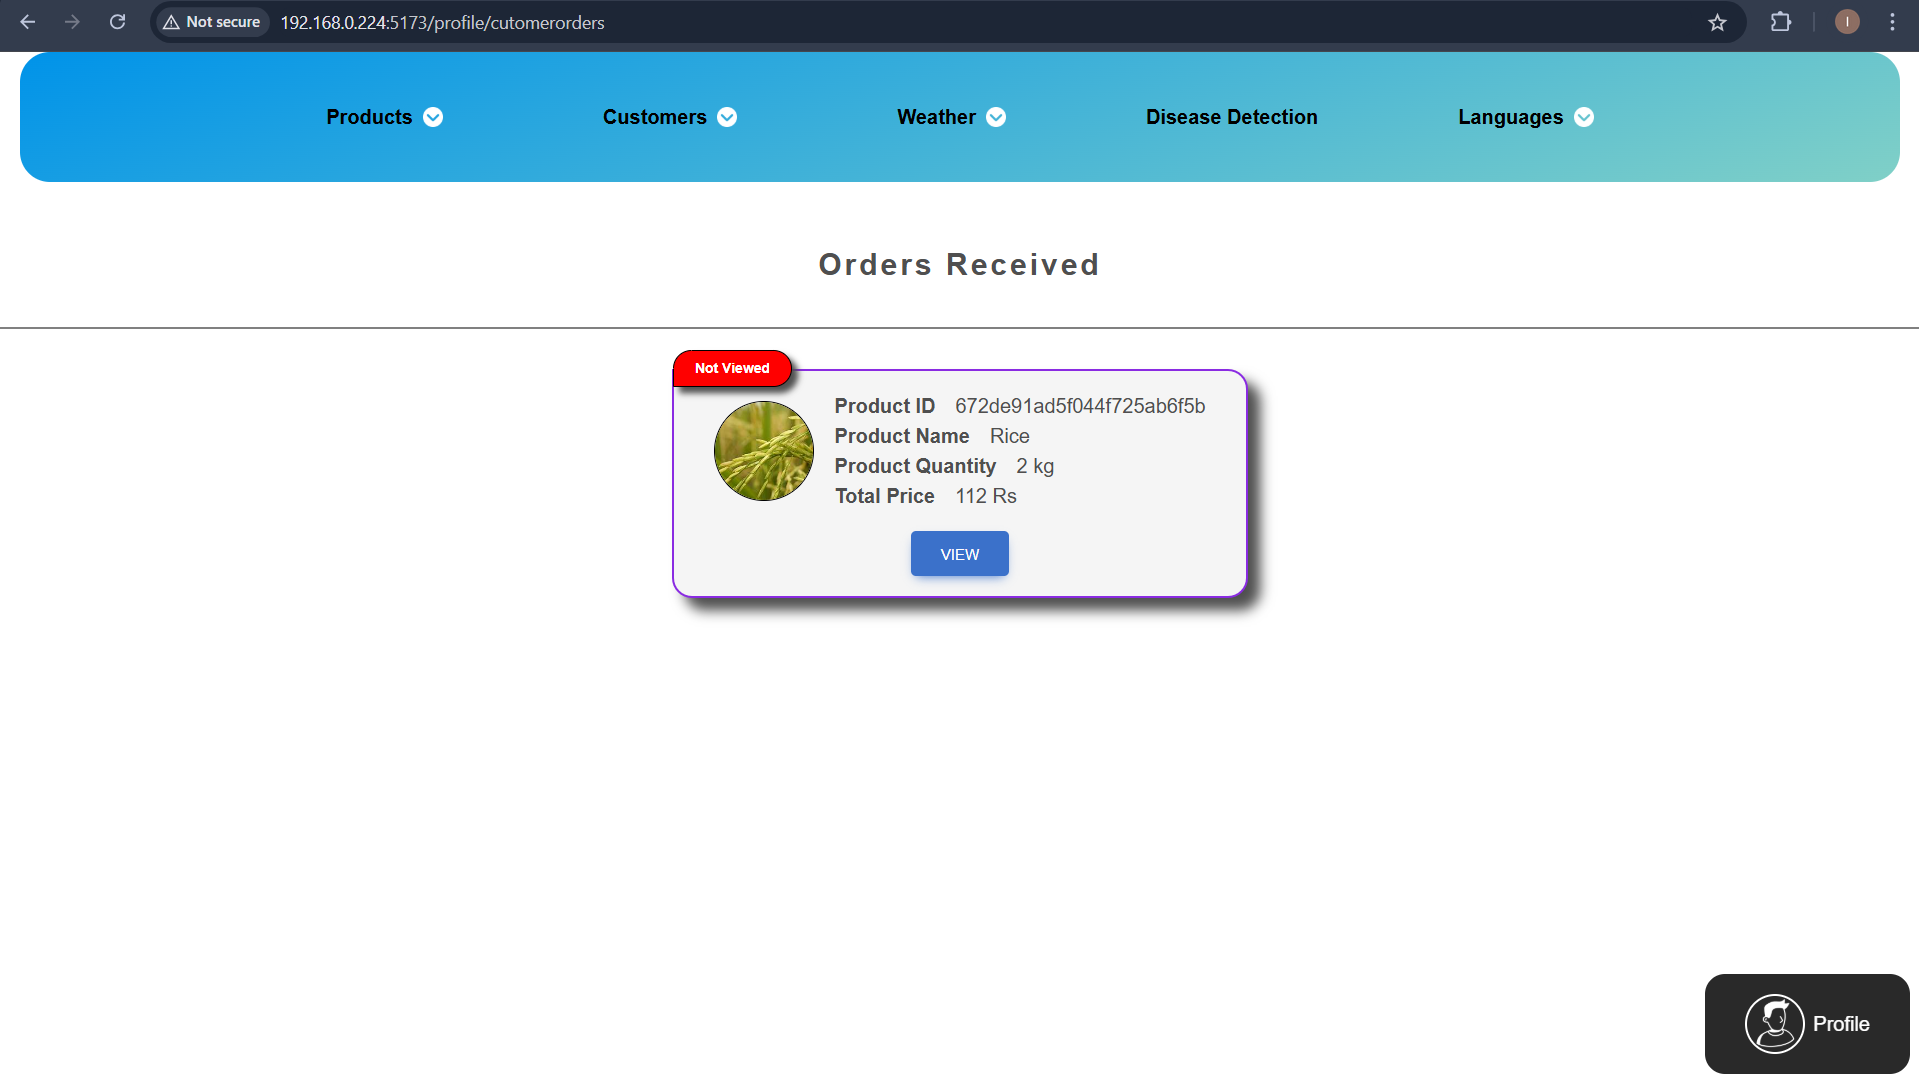 Not secure 192.168.0.224:5173/profile/cutomerorders I
Products Customers Weather Disease Detection Languages
Orders Received
Not Viewed
Product ID 672de91ad5f044f725ab6f5b
Product Name Rice
Product Quantity 2 kg
Total Price 112 Rs
VIEW
Profile